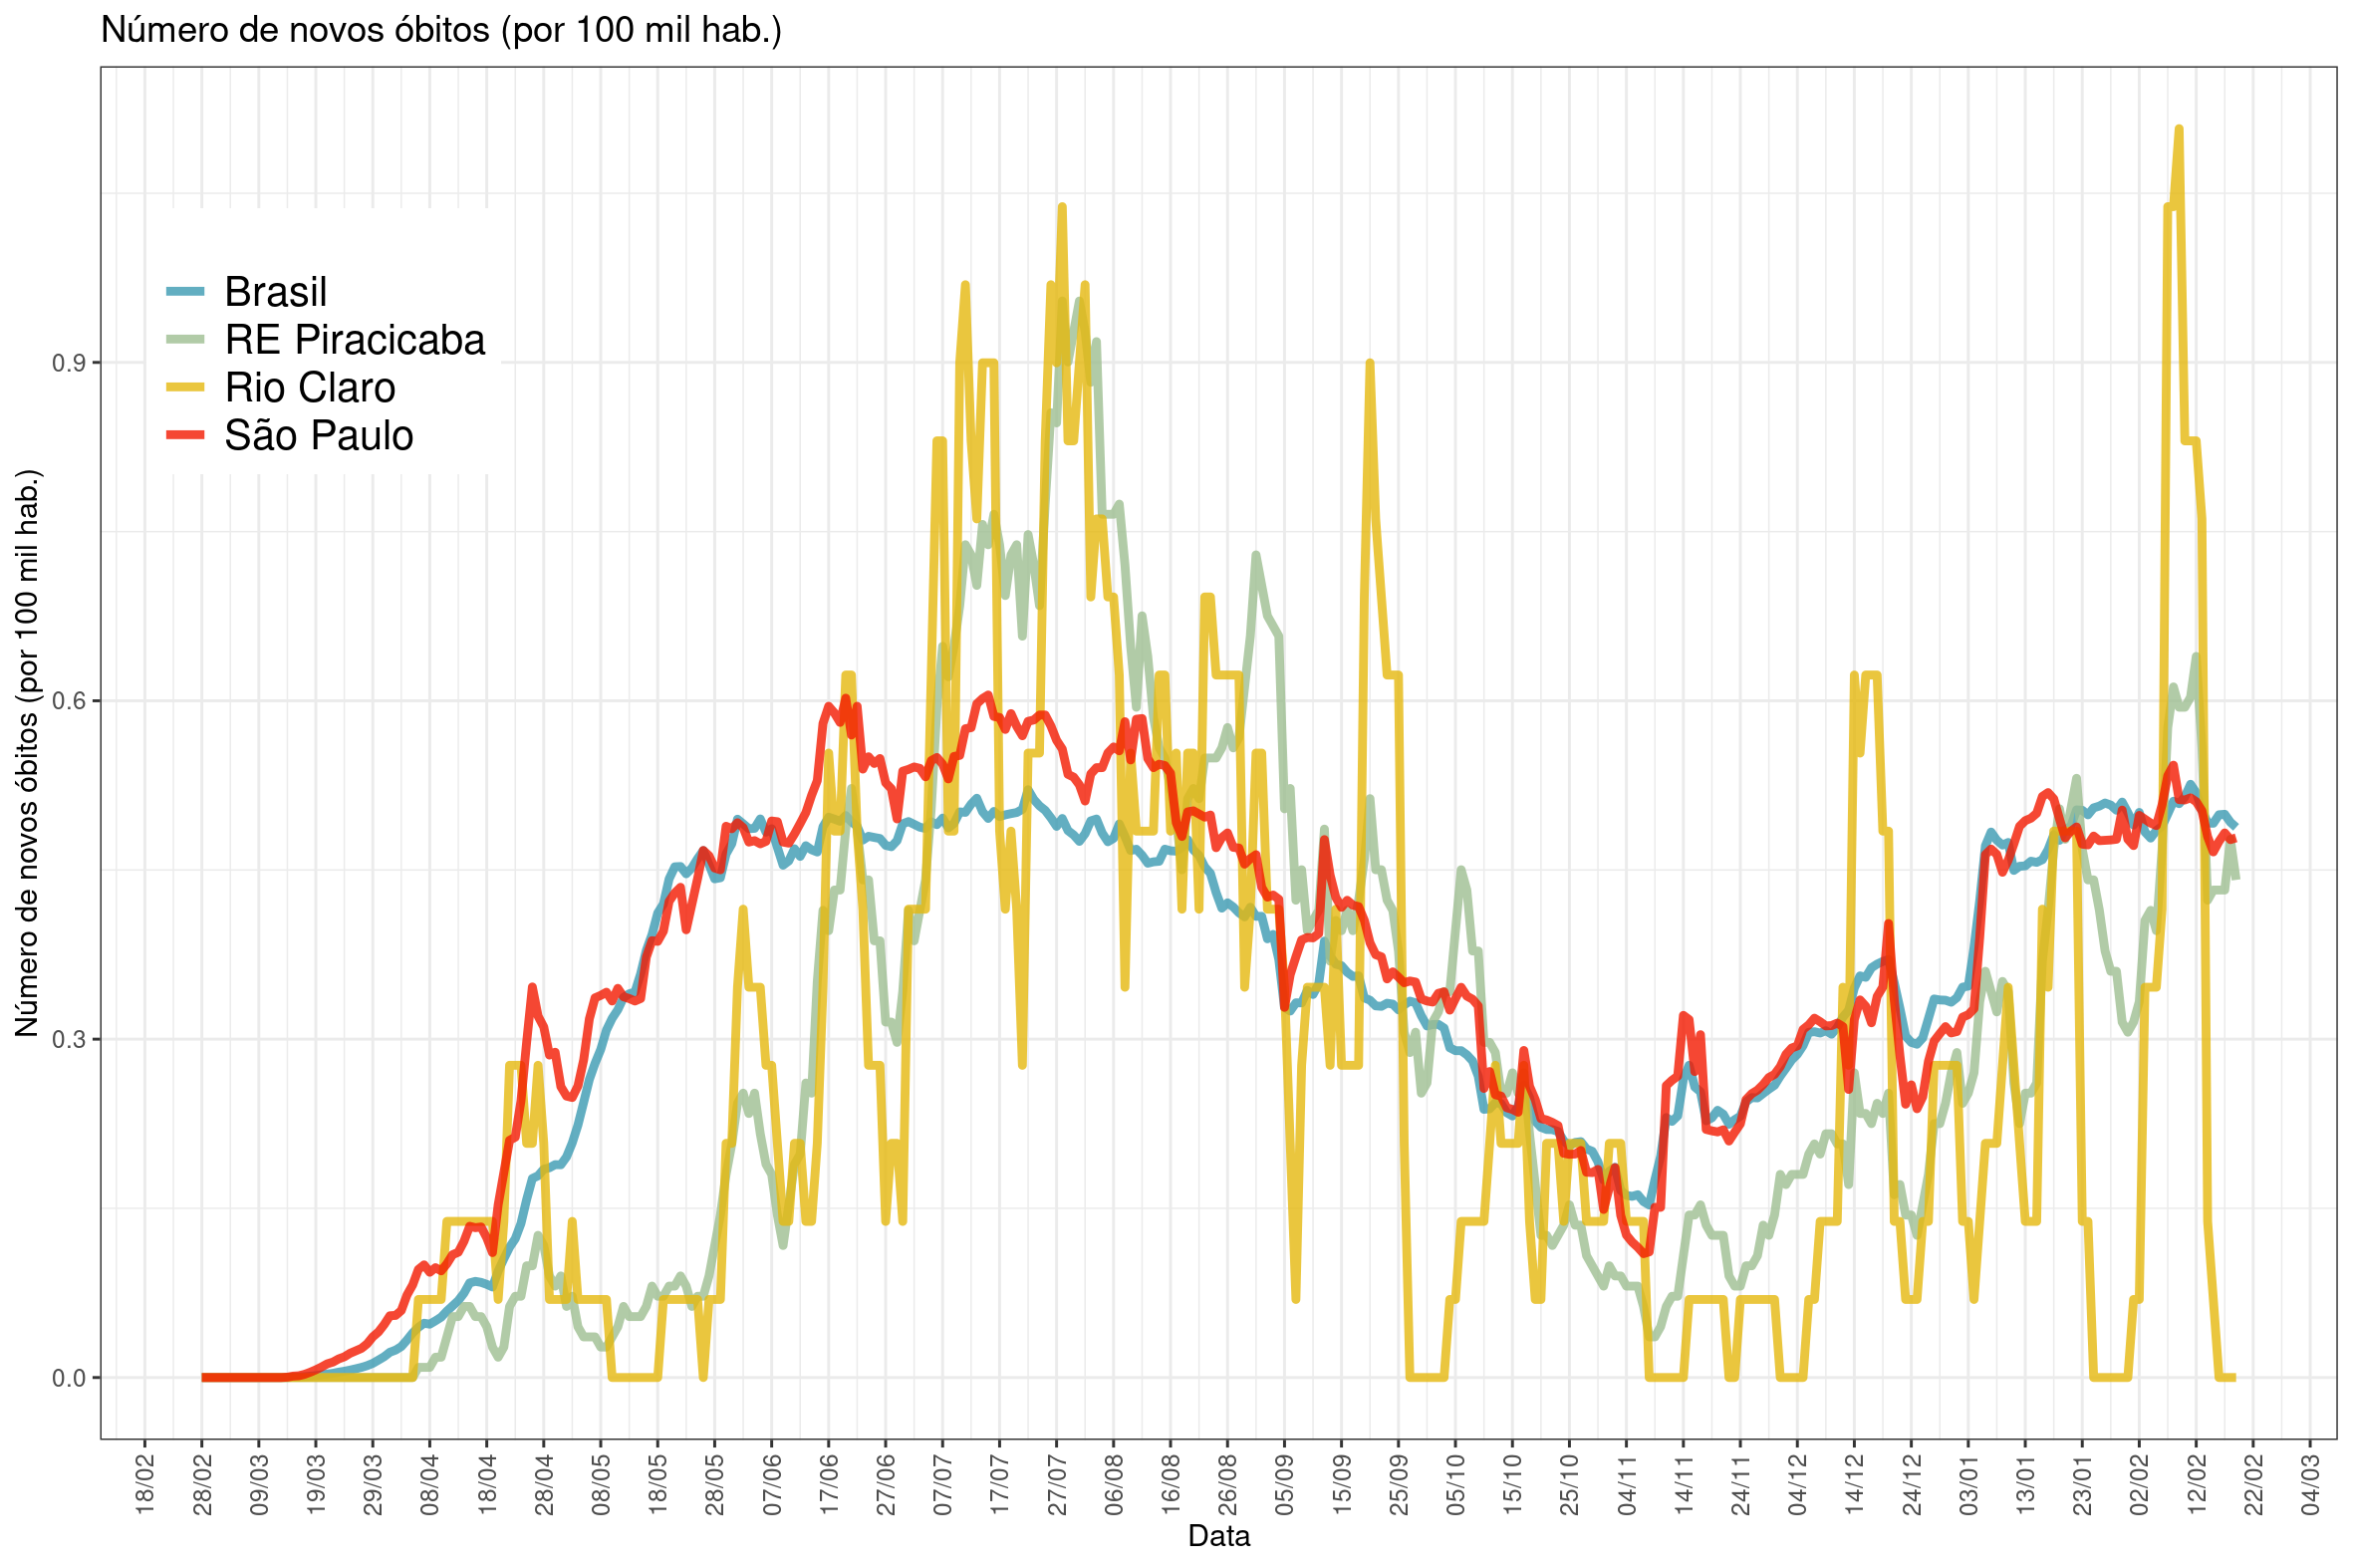 Número de novos óbitos (por 100 mil hab.)
Brasil
RE Piracicaba
Rio Claro
São Paulo
Número de novos óbitos (por 100 mil hab.)
0.9
0.6
0.3
0.0
18/02 28/02 09/03 19/03 29/03 08/04 18/04 28/04 08/05 18/05 28/05 07/06 17/06 27/06 07/07 17/07 27/07 06/08 16/08 26/08 05/09 15/09 25/09 05/10 15/10 25/10 04/11 14/11 24/11 04/12 14/12 24/12 03/01 13/01 23/01 02/02 12/02 22/02 04/03
Data